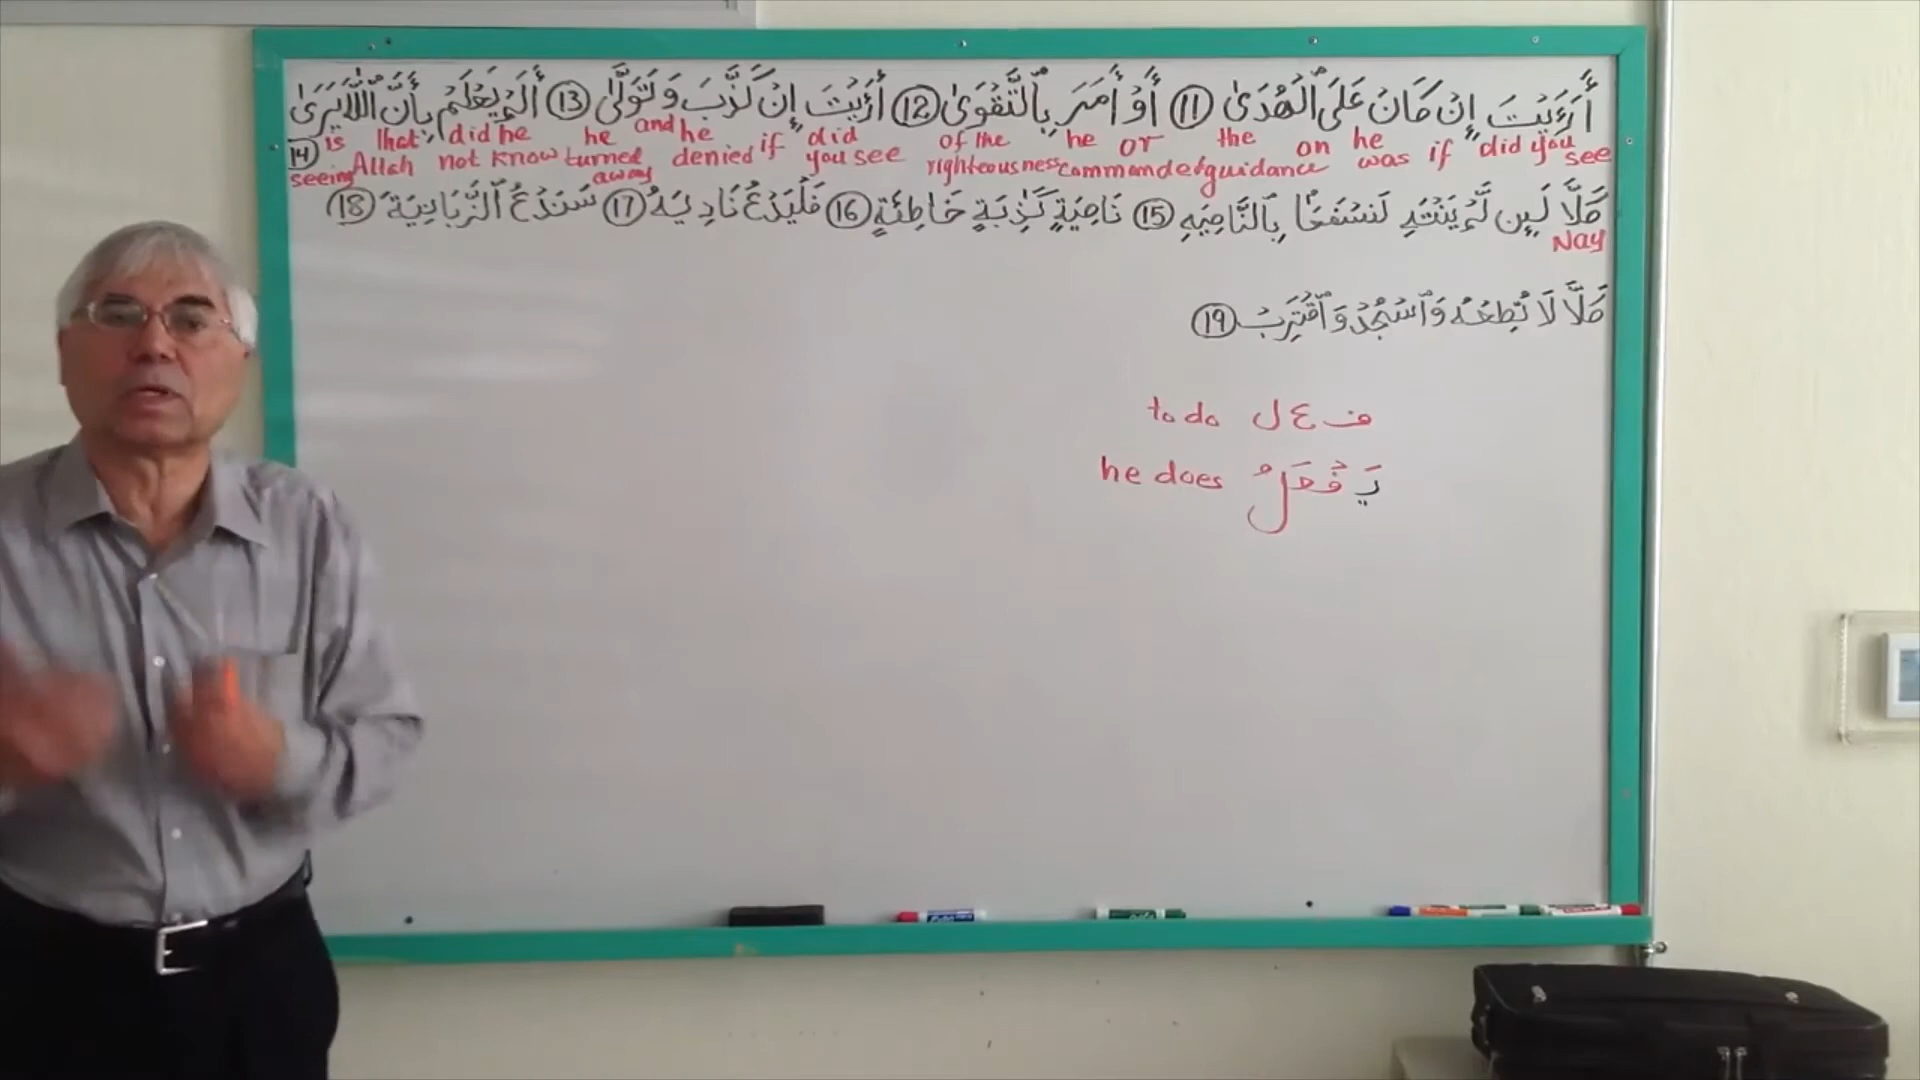 أَرَءَيْتَ إِنْ كَانَ عَلَى ٱلْهُدَىٰ ⑪ أَوْ أَمَرَ بِٱلتَّقْوَىٰ ⑫ أَرَءَيْتَ إِنْ كَذَّبَ وَتَوَلَّىٰ ⑬ أَلَمْ يَعْلَمْ بِأَنَّ ٱللَّهَ يَرَىٰ
is that, did he he and he if "did of the he or the on he "did you
⑭ seeing Allah not know turned away denied if you see righteousness commanded guidance was if see
كَلَّا لَئِن لَّمْ يَنْتَهِ لَنَسْفَعًا بِٱلنَّاصِيَةِ ⑮ نَاصِيَةٍ كَٰذِبَةٍ خَاطِئَةٍ ⑯ فَلْيَدْعُ نَادِيَهُ ⑰ سَنَدْعُ ٱلزَّبَانِيَةَ ⑱
Nay
كَلَّا لَا تُطِعْهُ وَٱسْجُدْ وَٱقْتَرِبْ ⑲
to do ف ع ل
he does يَفْعَلُ